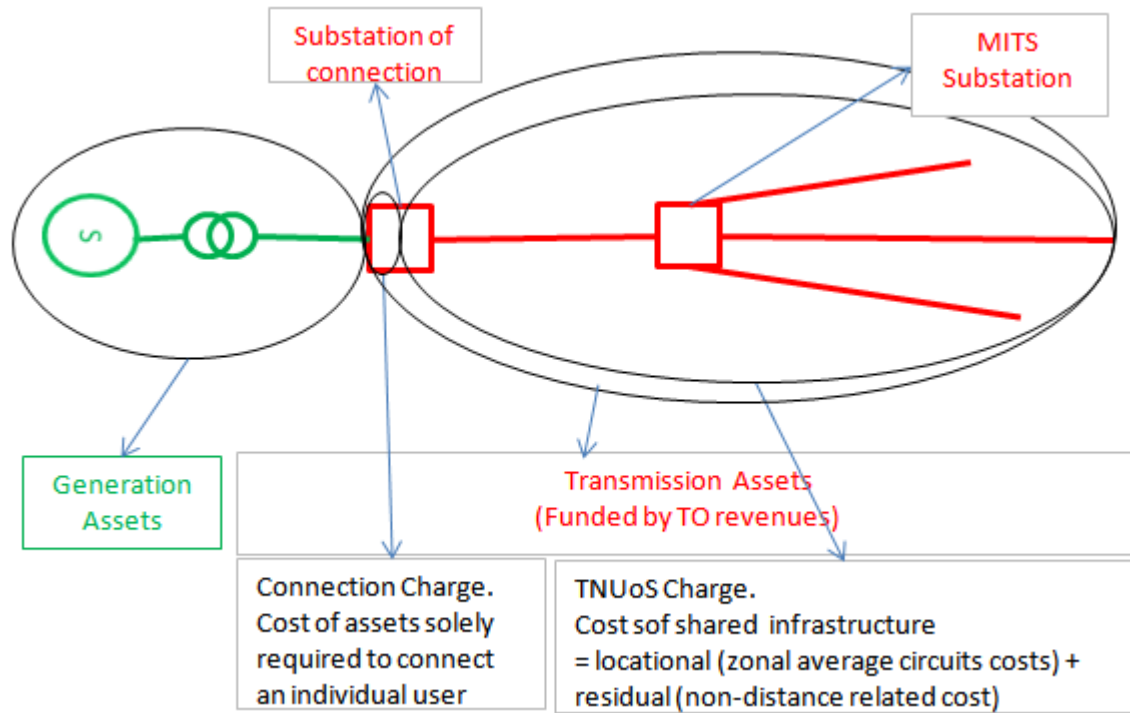 Substation of
connection
MITS
Substation
S
Generation
Assets
Transmission Assets
(Funded by TO revenues)
Connection Charge.
Cost of assets solely
required to connect
an individual user
TNUoS Charge.
Cost sof shared infrastructure
= locational (zonal average circuits costs) +
residual (non-distance related cost)